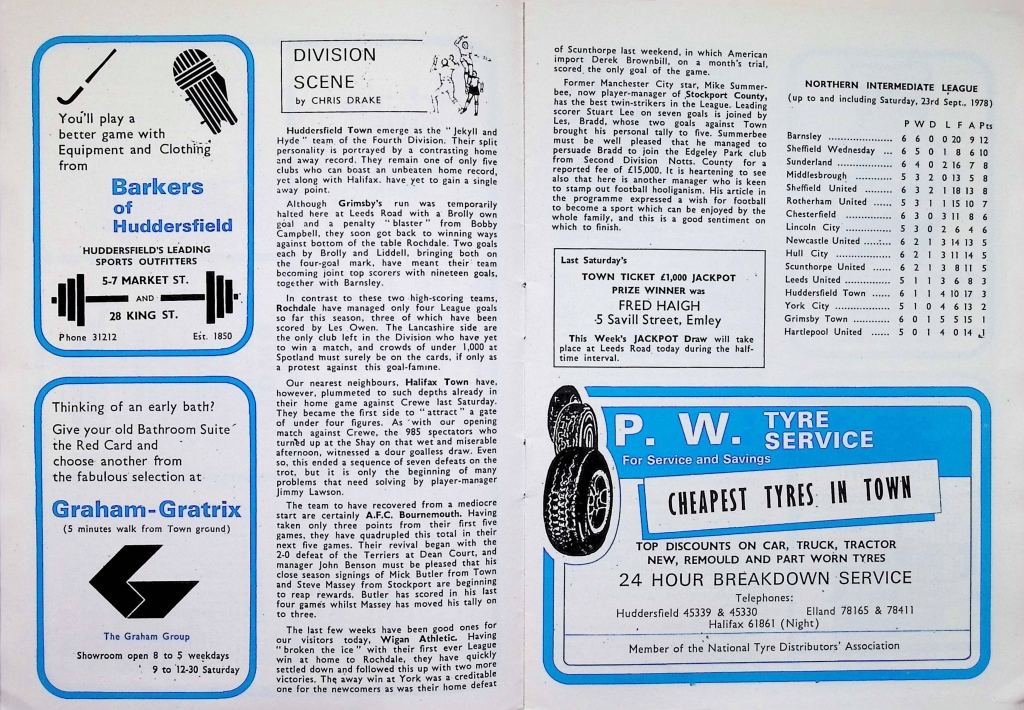 You'll play a
better game with
Equipment and Clothing
from
Barkers
of
Huddersfield
HUDDERSFIELD'S LEADING
SPORTS OUTFITTERS
5-7 MARKET ST.
AND
28 KING ST.
Phone 31212 Est. 1850
Thinking of an early bath?
Give your old Bathroom Suite
the Red Card and
choose another from
the fabulous selection at
Graham-Gratrix
(5 minutes walk from Town ground)
The Graham Group
Showroom open 8 to 5 weekdays
9 to 12-30 Saturday
DIVISION
SCENE
by CHRIS DRAKE
Huddersfield Town emerge as the "Jekyll and
Hyde" team of the Fourth Division. Their split
personality is portrayed by a contrasting home
and away record. They remain one of only five
clubs who can boast an unbeaten home record,
yet along with Halifax. have yet to gain a single
away point.
Although Grimsby's run was temporarily
halted here at Leeds Road with a Brolly own
goal and a penalty "blaster" from Bobby
Campbell, they soon got back to winning ways
against bottom of the table Rochdale. Two goals
each by Brolly and Liddell, bringing both on
the four-goal mark, have meant their team
becoming joint top scorers with nineteen goals,
together with Barnsley.
In contrast to these two high-scoring teams,
Rochdale have managed only four League goals
so far this season, three of which have been
scored by Les Owen. The Lancashire side are
the only club left in the Division who have yet
to win a match, and crowds of under 1,000 at
Spotland must surely be on the cards, if only as
a protest against this goal-famine.
Our nearest neighbours, Halifax Town have,
however, plummeted to such depths already in
their home game against Crewe last Saturday.
They became the first side to "attract" a gate
of under four figures. As with our opening
match against Crewe, the 985 spectators who
turned up at the Shay on that wet and miserable
afternoon, witnessed a dour goalless draw. Even
so, this ended a sequence of seven defeats on the
trot, but it is only the beginning of many
problems that need solving by player-manager
Jimmy Lawson.
The team to have recovered from a mediocre
start are certainly A.F.C. Bournemouth. Having
taken only three points from their first five
games, they have quadrupled this total in their
next five games. Their revival began with the
2-0 defeat of the Terriers at Dean Court, and
manager John Benson must be pleased that his
close season signings of Mick Butler from Town
and Steve Massey from Stockport are beginning
to reap rewards. Butler has scored in his last
four games whilst Massey has moved his tally on
to three.
The last few weeks have been good ones for
our visitors today, Wigan Athletic. Having
"broken the ice" with their first ever League
win at home to Rochdale, they have quickly
settled down and followed this up with two more
victories. The away win at York was a creditable
one for the newcomers as was their home defeat
of Scunthorpe last weekend, in which American
import Derek Brownbill, on a month's trial,
scored the only goal of the game.
Former Manchester City star, Mike Summer-
bee, now player-manager of Stockport County,
has the best twin-strikers in the League. Leading
scorer Stuart Lee on seven goals is joined by
Les, Bradd, whose two goals against Town
brought his personal tally to five. Summerbee
must be well pleased that he managed to
persuade Bradd to join the Edgeley Park club
from Second Division Notts. County for a
reported fee of £15,000. It is heartening to see
also that here is another manager who is keen
to stamp out football hooliganism. His article in
the programme expressed a wish for football
to become a sport which can be enjoyed by the
whole family, and this is a good sentiment on
which to finish.
Last Saturday's
TOWN TICKET £1,000 JACKPOT
PRIZE WINNER was
FRED HAIGH
5 Savill Street, Emley
This Week's JACKPOT Draw will take
place at Leeds Road today during the half-
time interval.
NORTHERN INTERMEDIATE LEAGUE
(up to and including Saturday, 23rd Sept., 1978)
P W D L F A Pts
Barnsley ................ 6 6 0 0 20 9 12
Sheffield Wednesday ... 6 5 0 1 8 6 10
Sunderland ............... 6 4 0 2 16 7 8
Middlesbrough ............ 5 3 2 0 13 5 8
Sheffield United ......... 6 3 2 1 18 13 8
Rotherham United ...... 5 3 1 1 15 10 7
Chesterfield ............ 6 3 0 3 11 8 6
Lincoln City ............ 5 3 0 2 6 4 6
Newcastle United ...... 6 2 1 3 14 13 5
Hull City ............... 6 2 1 3 11 14 5
Scunthorpe United ...... 6 2 1 3 8 11 5
Leeds United ............ 5 1 1 3 6 8 3
Huddersfield Town ...... 6 1 1 4 10 17 3
York City ............... 5 1 0 4 6 13 2
Grimsby Town ............ 6 0 1 5 5 15 1
Hartlepool United ...... 5 0 1 4 0 14 1
P. W. TYRE
SERVICE
For Service and Savings
CHEAPEST TYRES IN TOWN
TOP DISCOUNTS ON CAR, TRUCK, TRACTOR
NEW, REMOULD AND PART WORN TYRES
24 HOUR BREAKDOWN SERVICE
Telephones:
Huddersfield 45339 & 45330 Elland 78165 & 78411
Halifax 61861 (Night)
Member of the National Tyre Distributors' Association